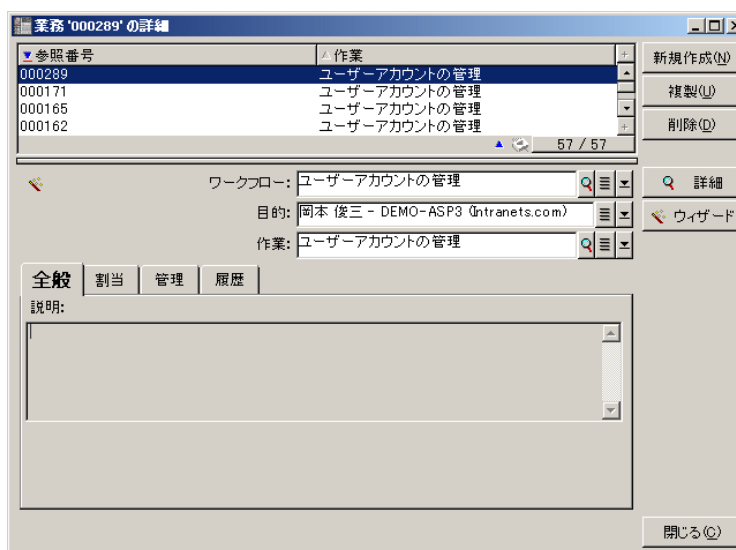 業務 '000289' の詳細
参照番号 作業
000289 ユーザーアカウントの管理
000171 ユーザーアカウントの管理
000165 ユーザーアカウントの管理
000162 ユーザーアカウントの管理
57 / 57
新規作成(N)
複製(U)
削除(D)
詳細
ウィザード
ワークフロー: ユーザーアカウントの管理
目的: 岡本 俊三 - DEMO-ASP3 (Intranets.com)
作業: ユーザーアカウントの管理
全般 割当 管理 履歴
説明:
閉じる(C)